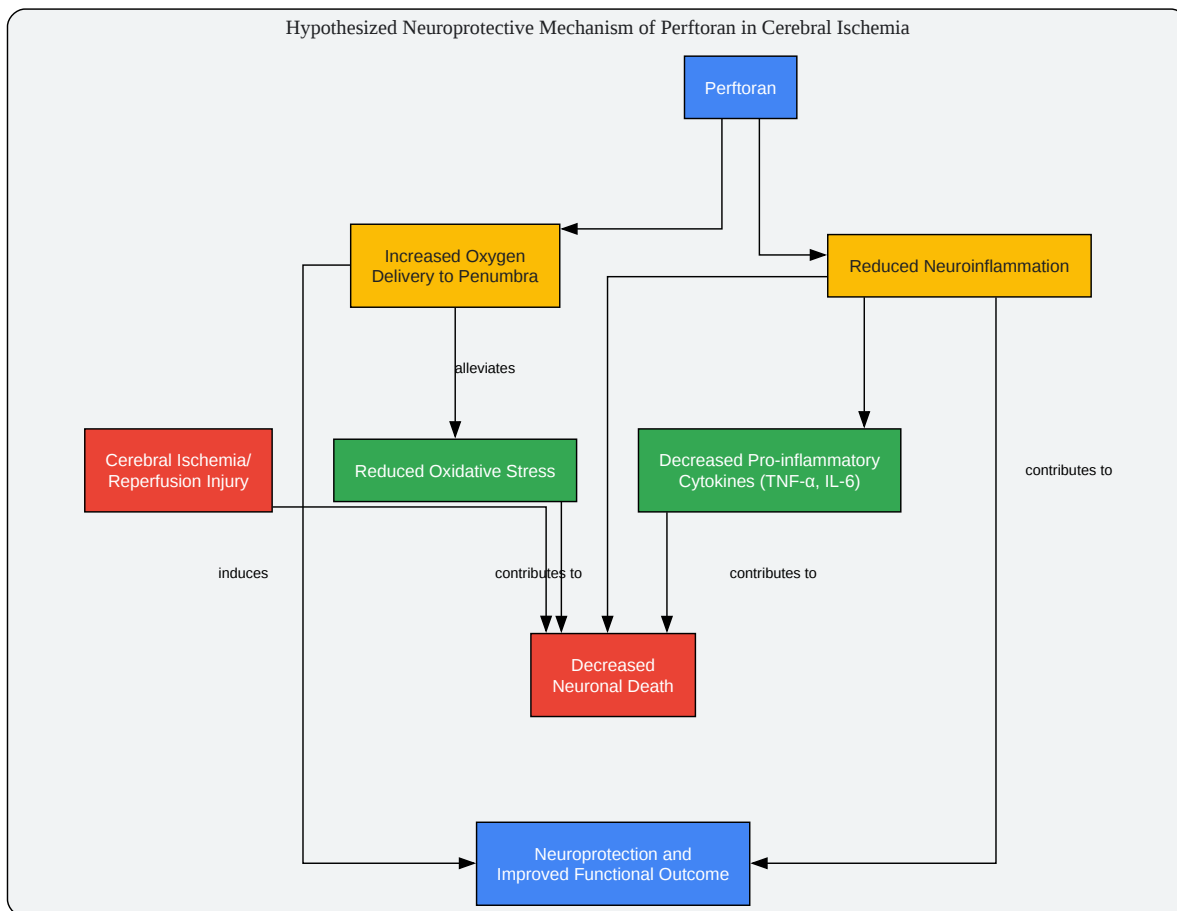 Hypothesized Neuroprotective Mechanism of Perftoran in Cerebral Ischemia
Perftoran
Increased Oxygen
Delivery to Penumbra
Reduced Neuroinflammation
alleviates
Cerebral Ischemia/
Reperfusion Injury
Reduced Oxidative Stress
Decreased Pro-inflammatory
Cytokines (TNF-α, IL-6)
contributes to
induces
contributes to
contributes to
Decreased
Neuronal Death
Neuroprotection and
Improved Functional Outcome